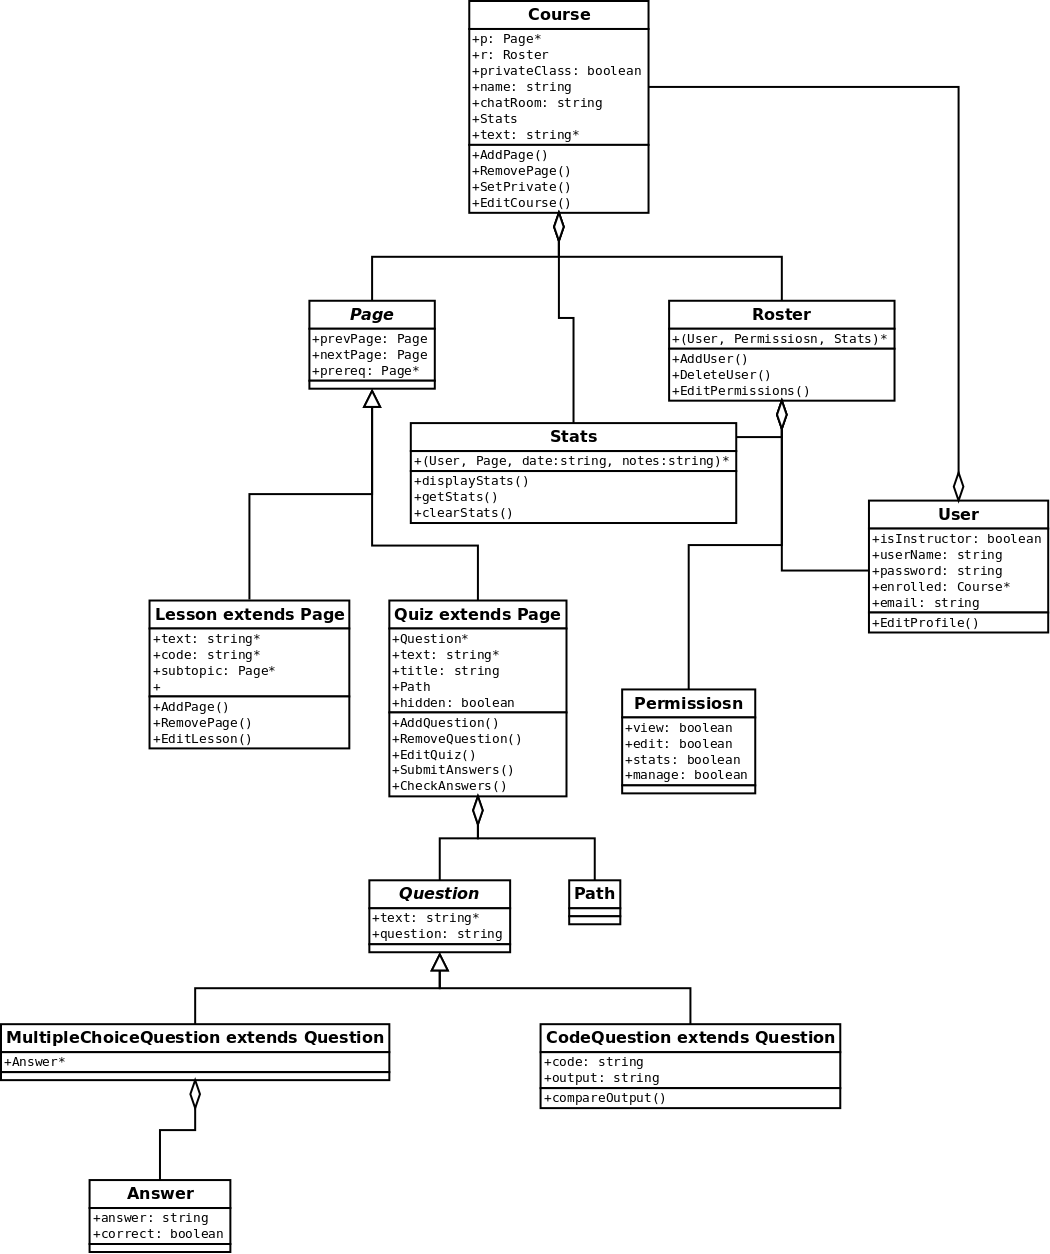 Course
+p: Page*
+r: Roster
+privateClass: boolean
+name: string
+chatRoom: string
+Stats
+text: string*
+AddPage()
+RemovePage()
+SetPrivate()
+EditCourse()
Page
+prevPage: Page
+nextPage: Page
+prereq: Page*
Roster
+(User, Permissiosn, Stats)*
+AddUser()
+DeleteUser()
+EditPermissions()
Stats
+(User, Page, date:string, notes:string)*
+displayStats()
+getStats()
+clearStats()
User
+isInstructor: boolean
+userName: string
+password: string
+enrolled: Course*
+email: string
+EditProfile()
Lesson extends Page
+text: string*
+code: string*
+subtopic: Page*
+
+AddPage()
+RemovePage()
+EditLesson()
Quiz extends Page
+Question*
+text: string*
+title: string
+Path
+hidden: boolean
+AddQuestion()
+RemoveQuestion()
+EditQuiz()
+SubmitAnswers()
+CheckAnswers()
Permissiosn
+view: boolean
+edit: boolean
+stats: boolean
+manage: boolean
Question
+text: string*
+question: string
Path
MultipleChoiceQuestion extends Question
+Answer*
CodeQuestion extends Question
+code: string
+output: string
+compareOutput()
Answer
+answer: string
+correct: boolean